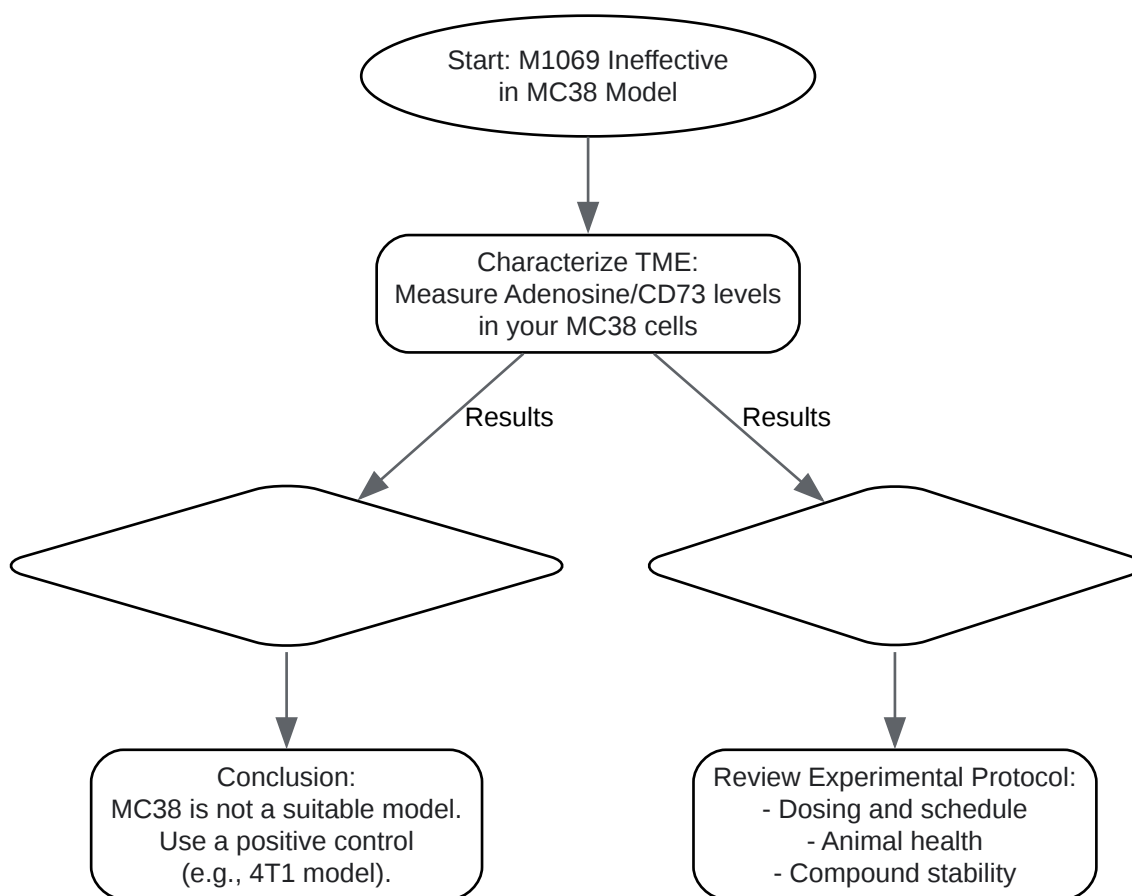 Start: M1069 Ineffective
in MC38 Model
Characterize TME:
Measure Adenosine/CD73 levels
in your MC38 cells
Results
Results
Conclusion:
MC38 is not a suitable model.
Use a positive control
(e.g., 4T1 model).
Review Experimental Protocol:
- Dosing and schedule
- Animal health
- Compound stability